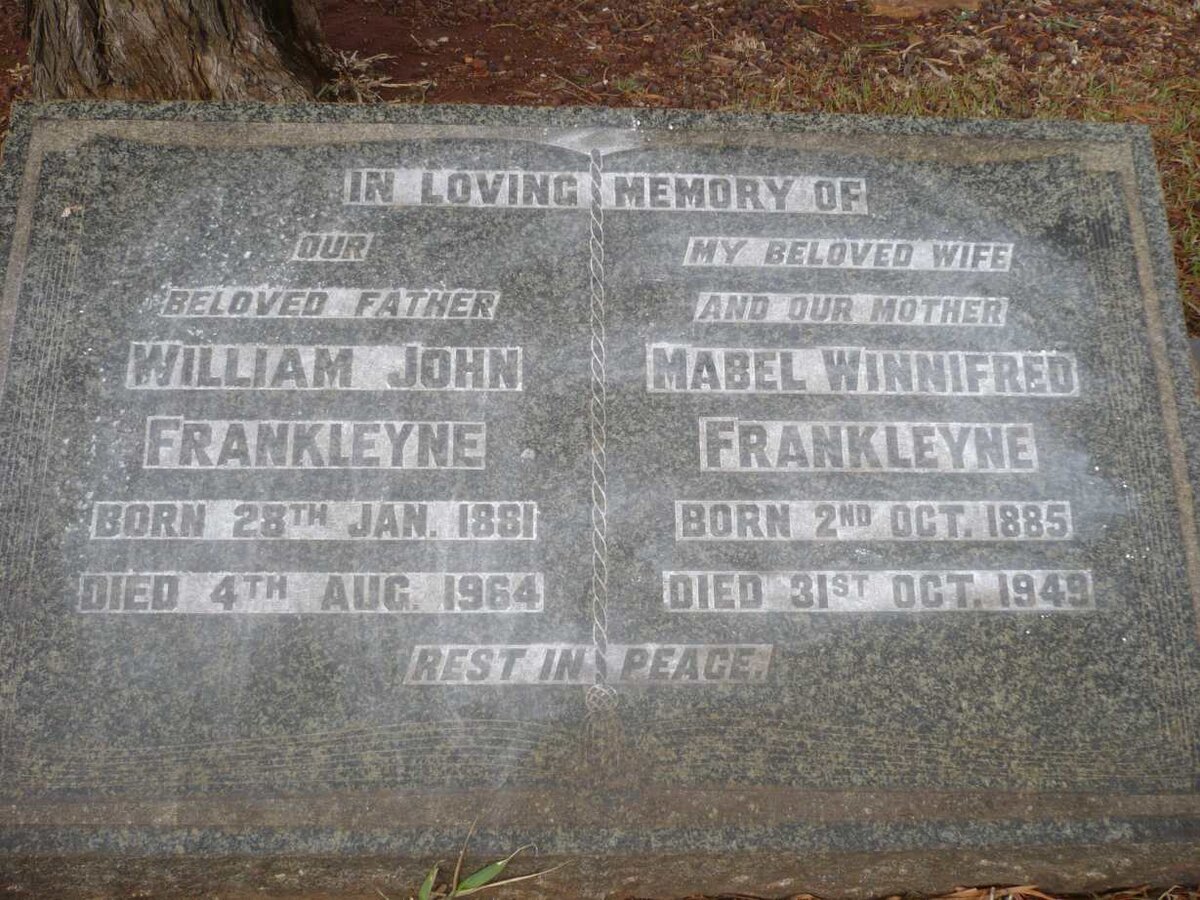 IN LOVING MEMORY OF
OUR
BELOVED FATHER
WILLIAM JOHN
FRANKLEYNE
BORN 28TH JAN. 1881
DIED 4TH AUG. 1964
MY BELOVED WIFE
AND OUR MOTHER
MABEL WINNIFRED
FRANKLEYNE
BORN 2ND OCT. 1885
DIED 31ST OCT. 1949
REST IN PEACE.